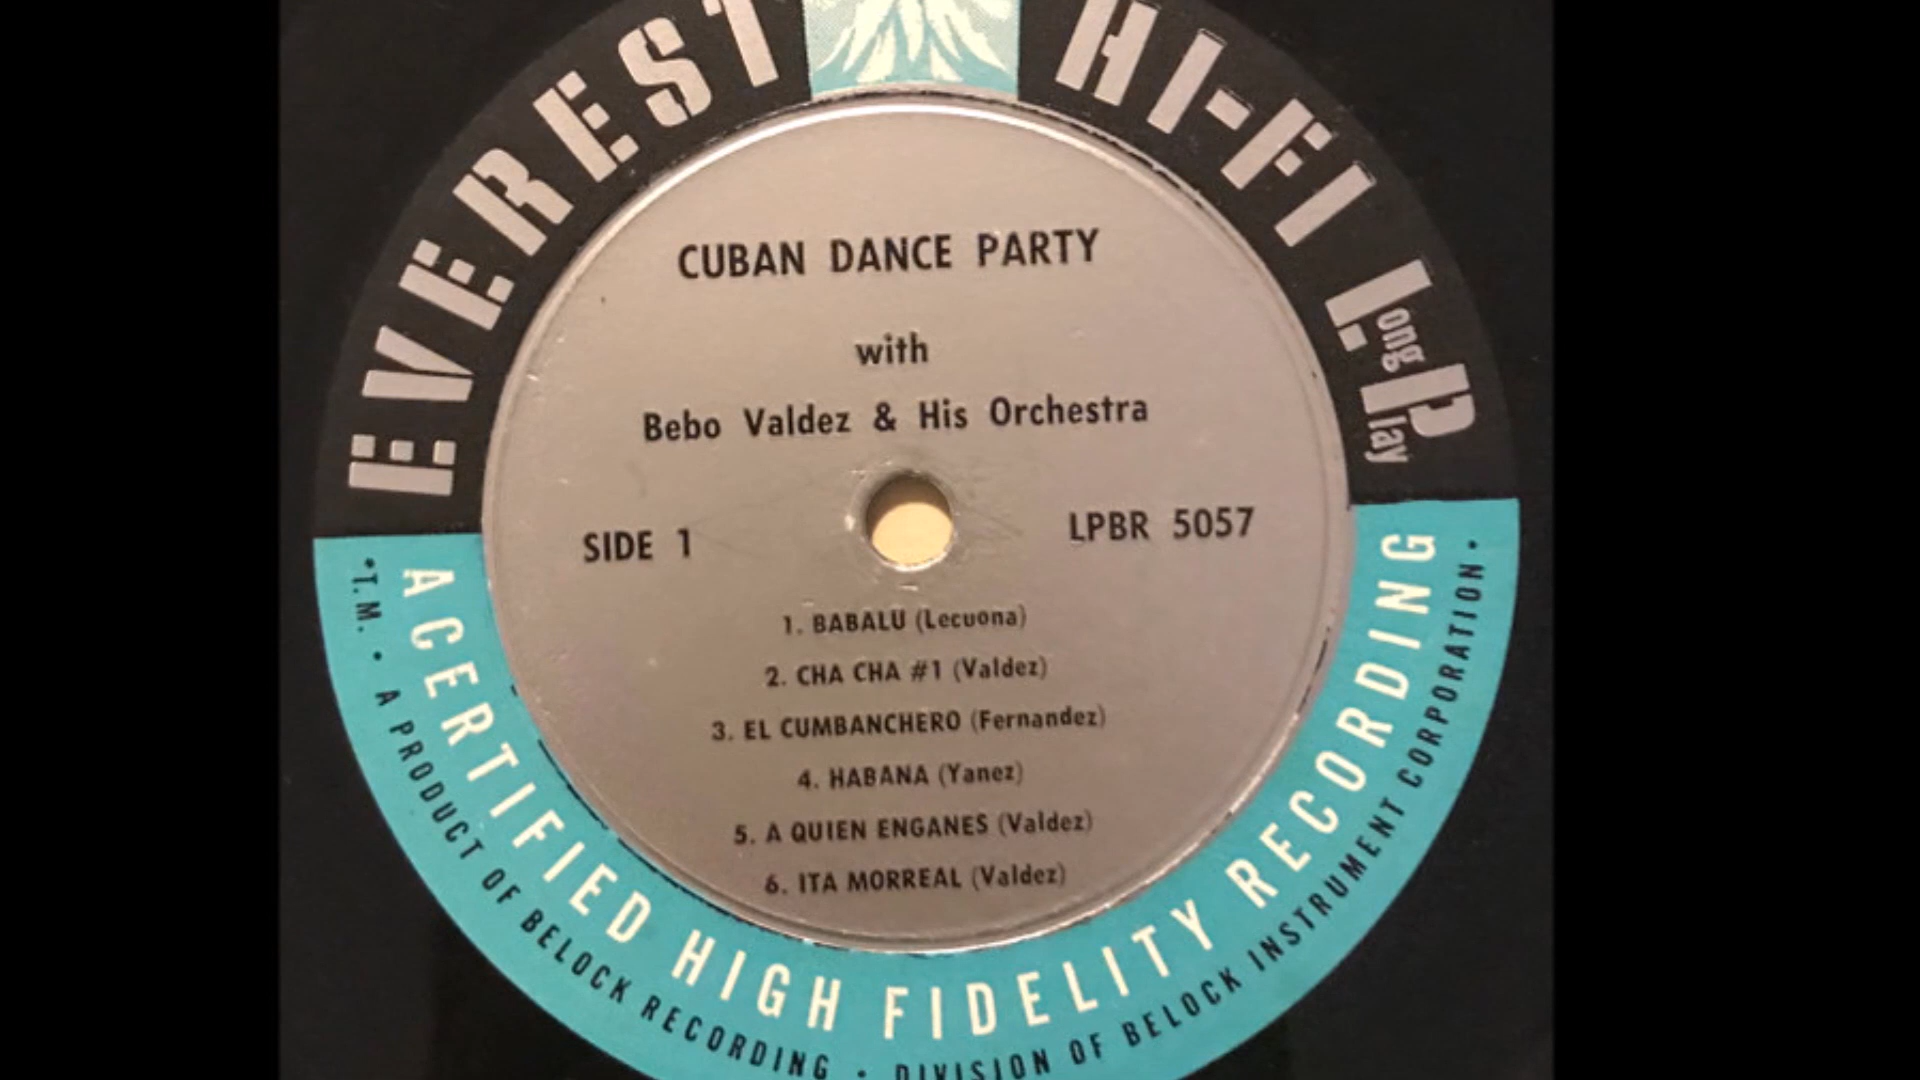 EVEREST HI-FI Long Play
CUBAN DANCE PARTY
with
Bebo Valdez & His Orchestra
SIDE 1
LPBR 5057
1. BABALU (Lecuona)
2. CHA CHA #1 (Valdez)
3. EL CUMBANCHERO (Fernandez)
4. HABANA (Yanez)
5. A QUIEN ENGANES (Valdez)
6. ITA MORREAL (Valdez)
A CERTIFIED HIGH FIDELITY RECORDING
*T.M. • A PRODUCT OF BELOCK RECORDING • DIVISION OF BELOCK INSTRUMENT CORPORATION •